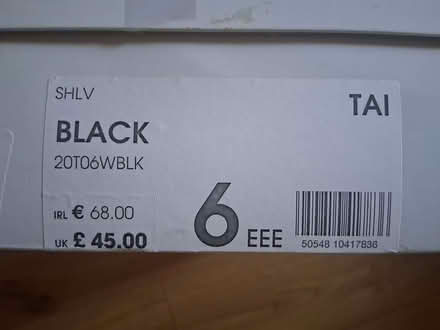 SHLV
TAI
BLACK
20T06WBLK
IRL € 68.00
UK £ 45.00
6 EEE
50548 10417836